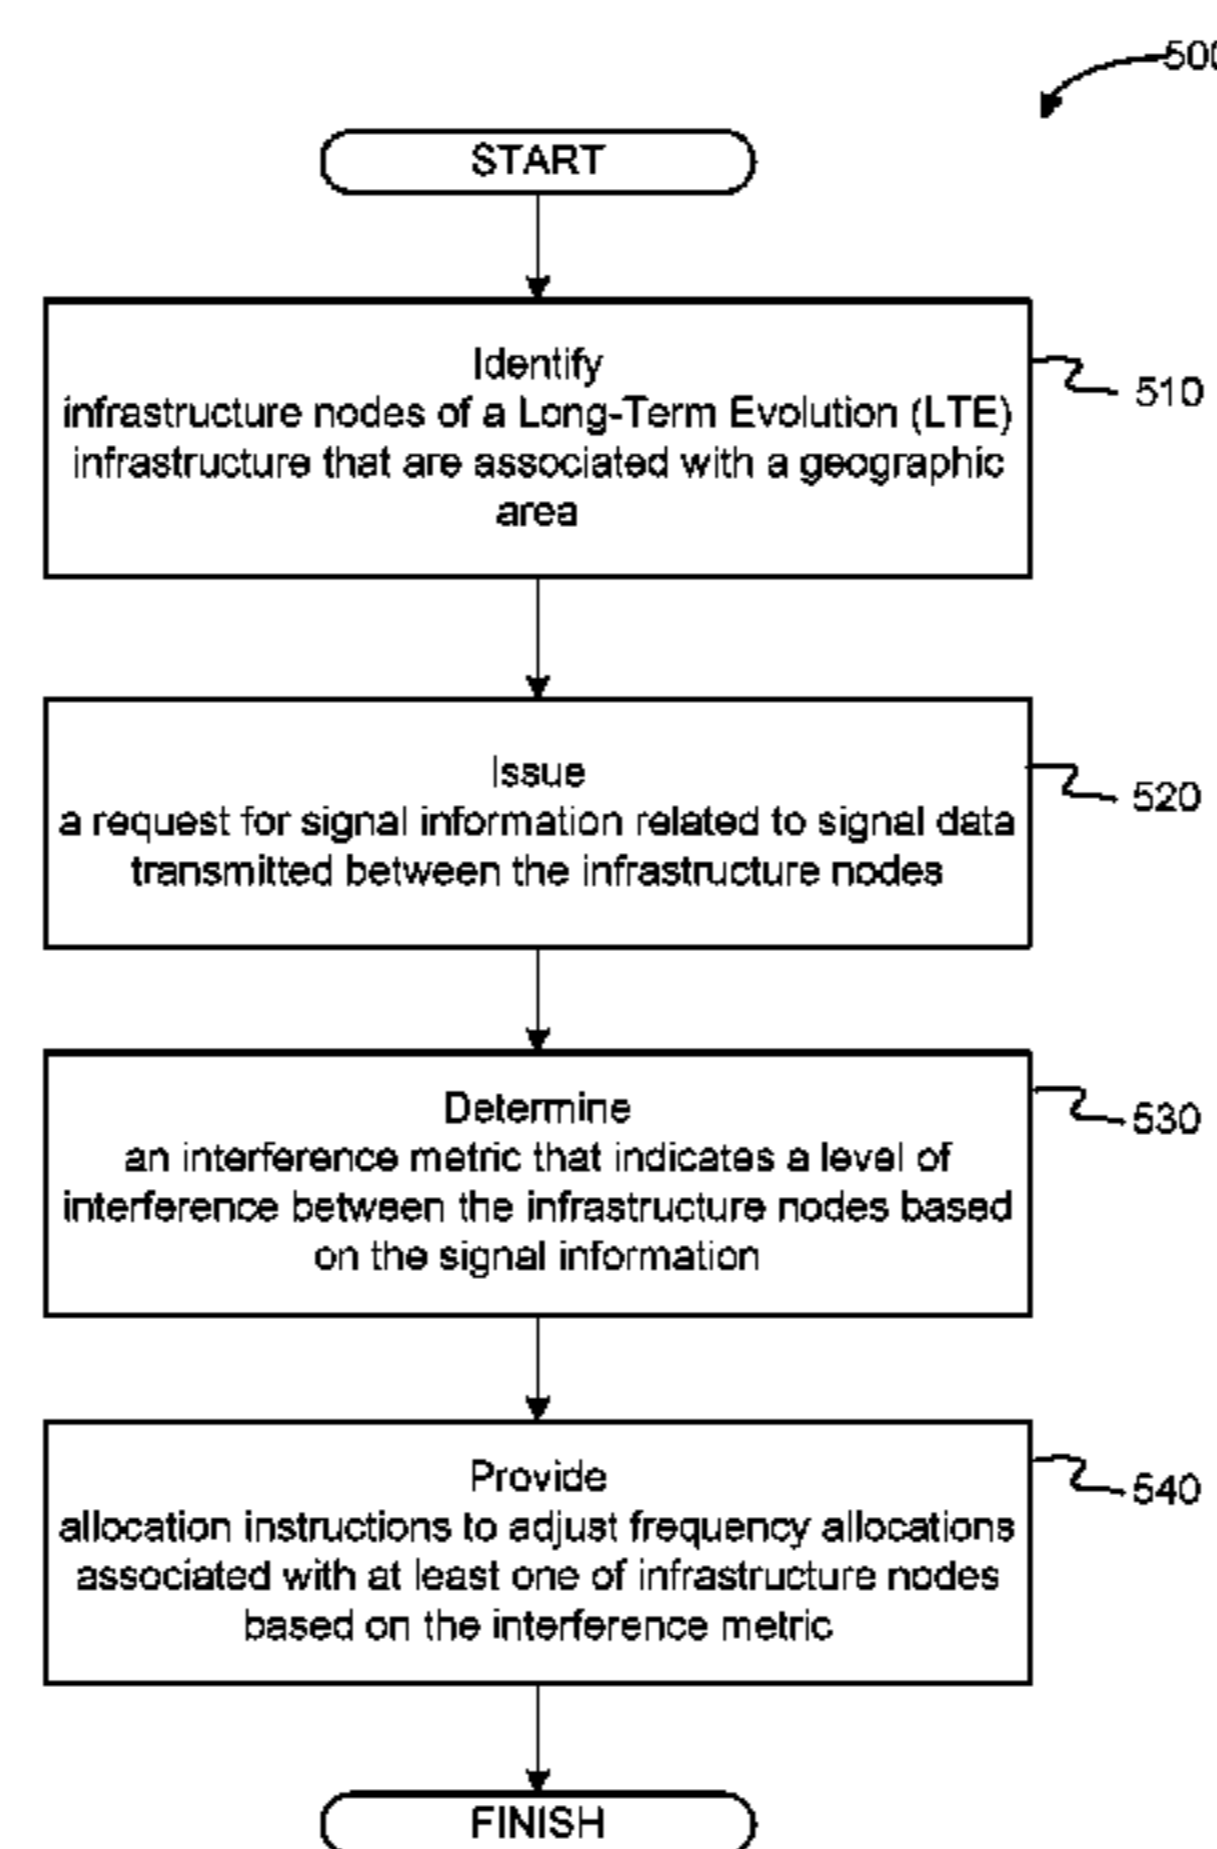 500
START
Identify
infrastructure nodes of a Long-Term Evolution (LTE)
infrastructure that are associated with a geographic
area
510
Issue
a request for signal information related to signal data
transmitted between the infrastructure nodes
520
Determine
an interference metric that indicates a level of
interference between the infrastructure nodes based
on the signal information
530
Provide
allocation instructions to adjust frequency allocations
associated with at least one of infrastructure nodes
based on the interference metric
540
FINISH